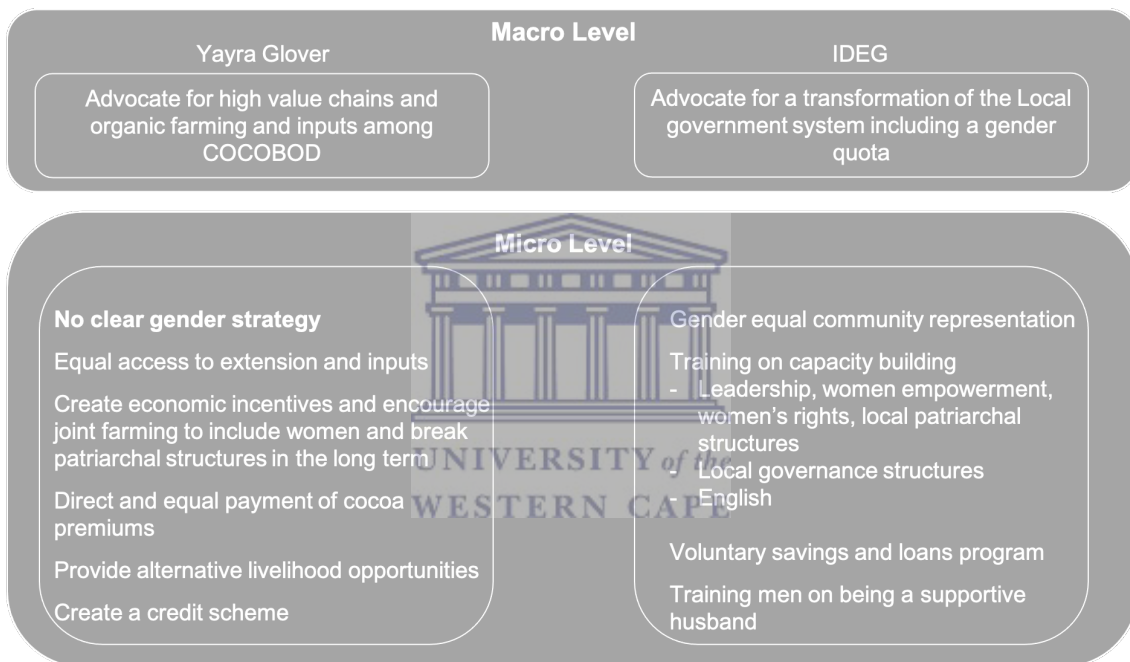 Macro Level
Yayra Glover
Advocate for high value chains and
organic farming and inputs among
COCOBOD
IDEG
Advocate for a transformation of the Local
government system including a gender
quota
Micro Level
No clear gender strategy
Equal access to extension and inputs
Create economic incentives and encourage
joint farming to include women and break
patriarchal structures in the long term
Direct and equal payment of cocoa
premiums
Provide alternative livelihood opportunities
Create a credit scheme
Gender equal community representation
Training on capacity building
- Leadership, women empowerment,
women's rights, local patriarchal
structures
- Local governance structures
- English
Voluntary savings and loans program
Training men on being a supportive
husband
UNIVERSITY of the
WESTERN CAPE